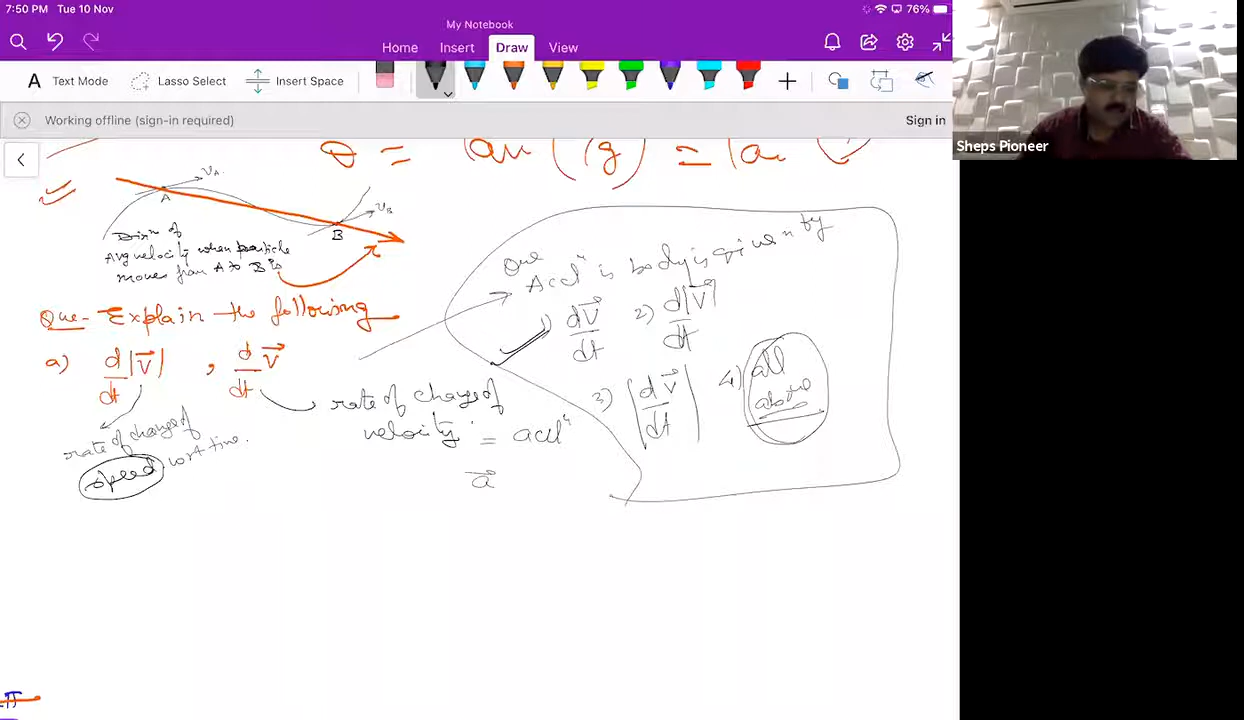 7:50 PM Tue 10 Nov
76%
My Notebook
Home Insert Draw View
A Text Mode
Lasso Select
Insert Space
Working offline (sign-in required)
Sign in
Sheps Pioneer
θ =
vA
A
vB
B
Dirⁿ of
Avg velocity when particle
moves from A to B is
Que - Explain the following
a) d|v⃗|/dt , d/dt v⃗
rate of change of
speed w.r.t time.
rate of change of
velocity = acclⁿ
a⃗
Que
Acclⁿ is body is given by
1) dv⃗/dt 2) d|v⃗|/dt
3) |dv⃗/dt| 4) all
above
π